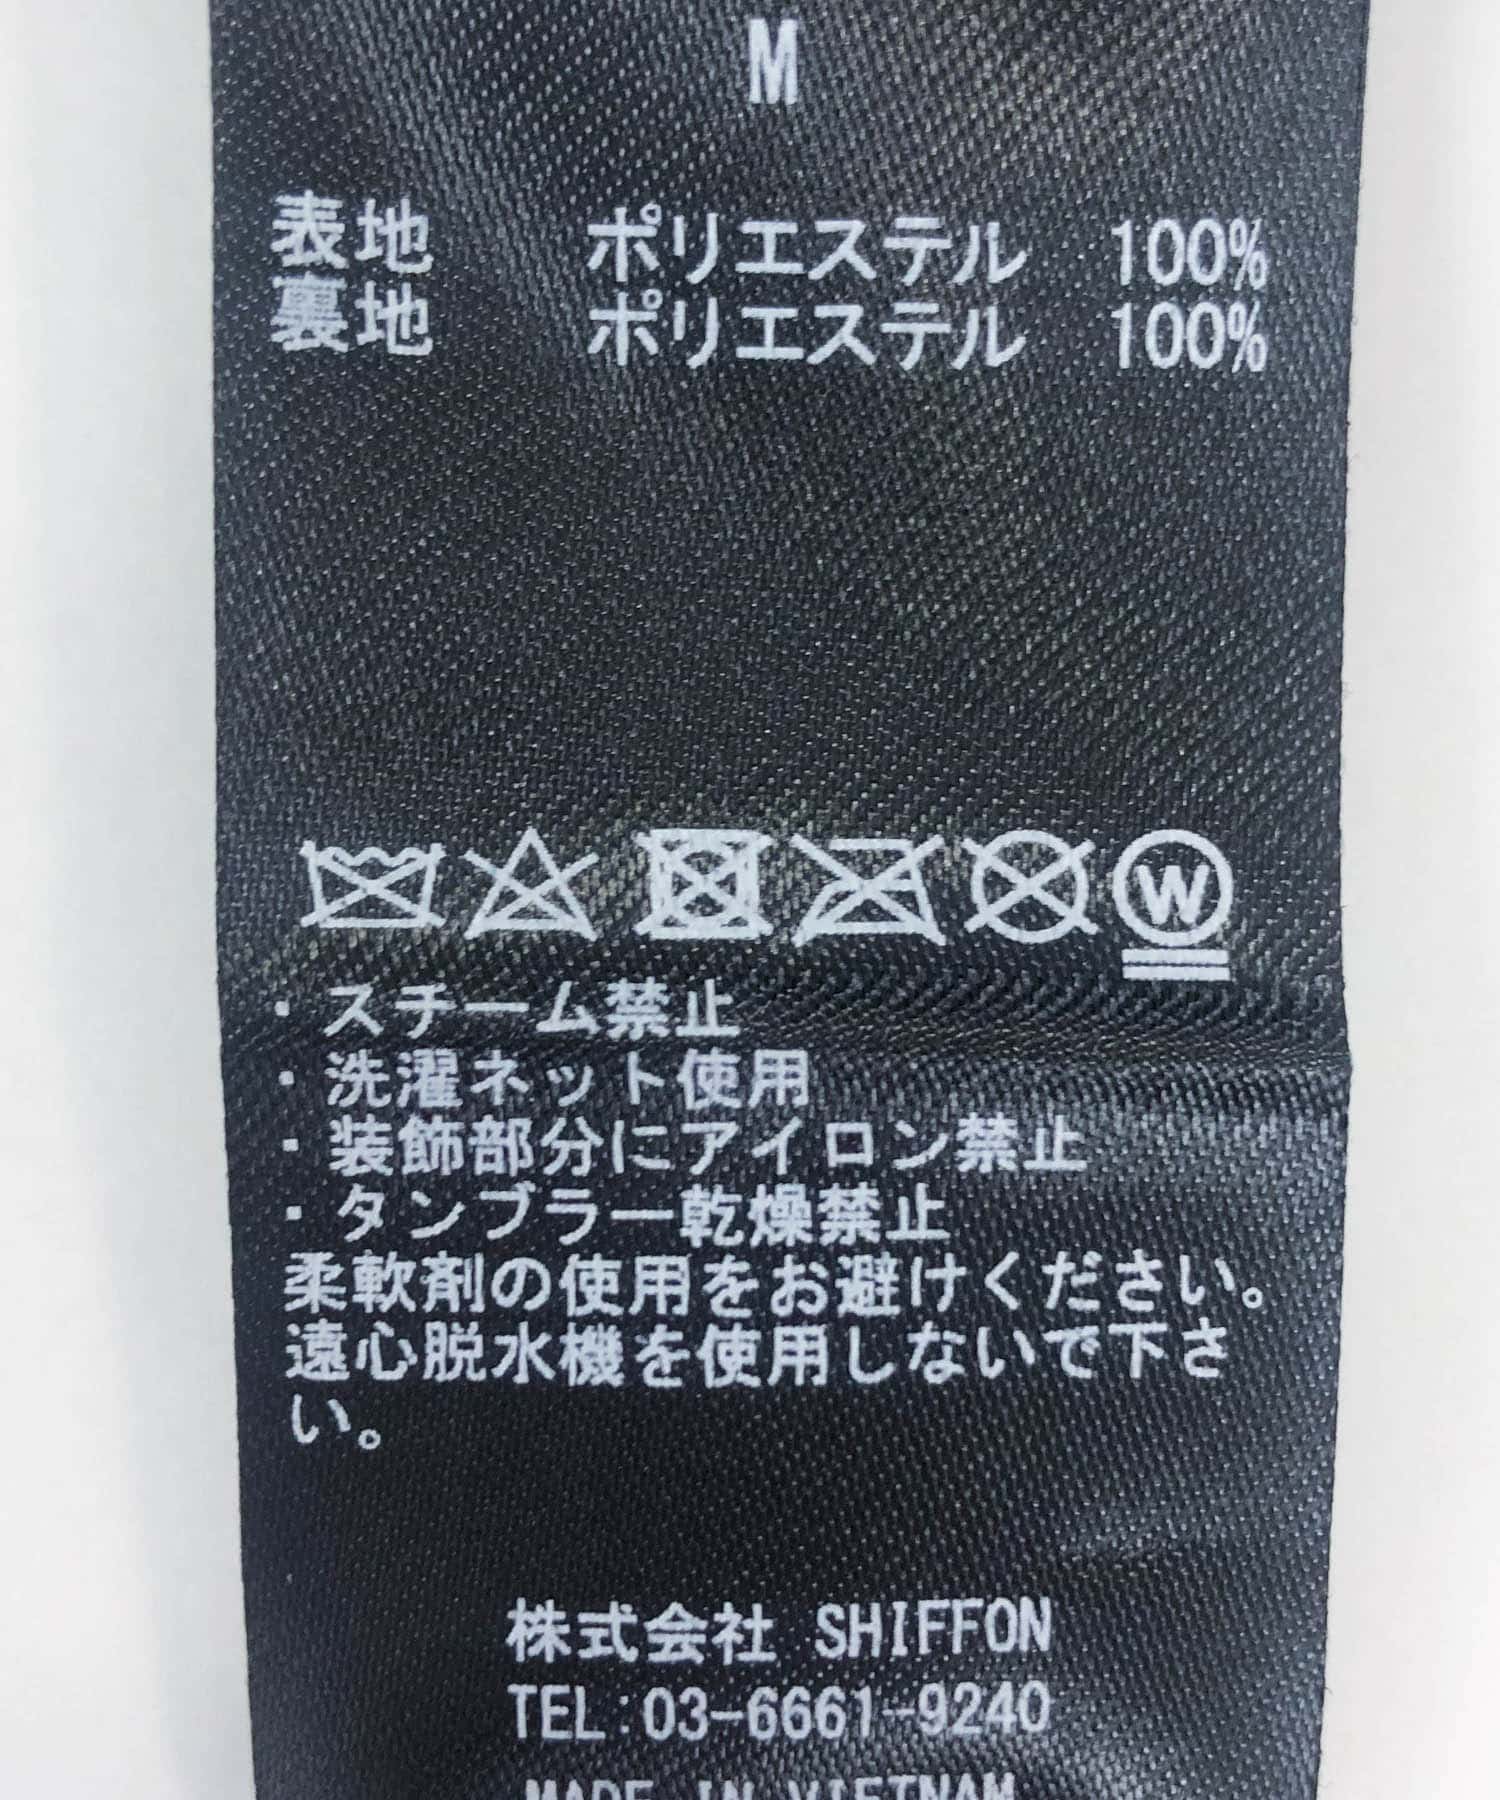 M
表地 ポリエステル 100%
裏地 ポリエステル 100%
W
・スチーム禁止
・洗濯ネット使用
・装飾部分にアイロン禁止
・タンブラー乾燥禁止
柔軟剤の使用をお避けください。
遠心脱水機を使用しないで下さ
い。
株式会社 SHIFFON
TEL:03-6661-9240
MADE IN VIETNAM